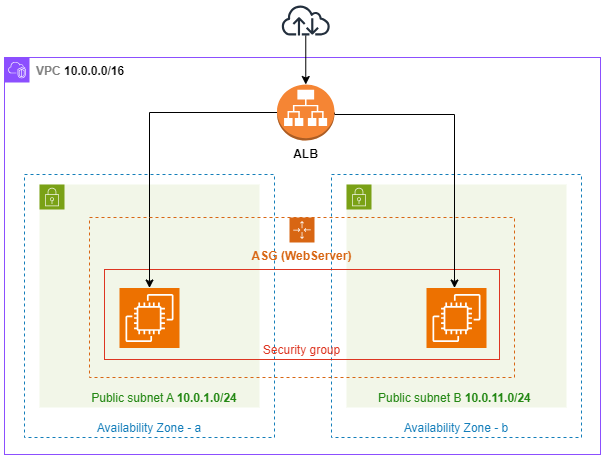 VPC 10.0.0.0/16
ALB
ASG (WebServer)
Security group
Public subnet A 10.0.1.0/24
Public subnet B 10.0.11.0/24
Availability Zone - a
Availability Zone - b